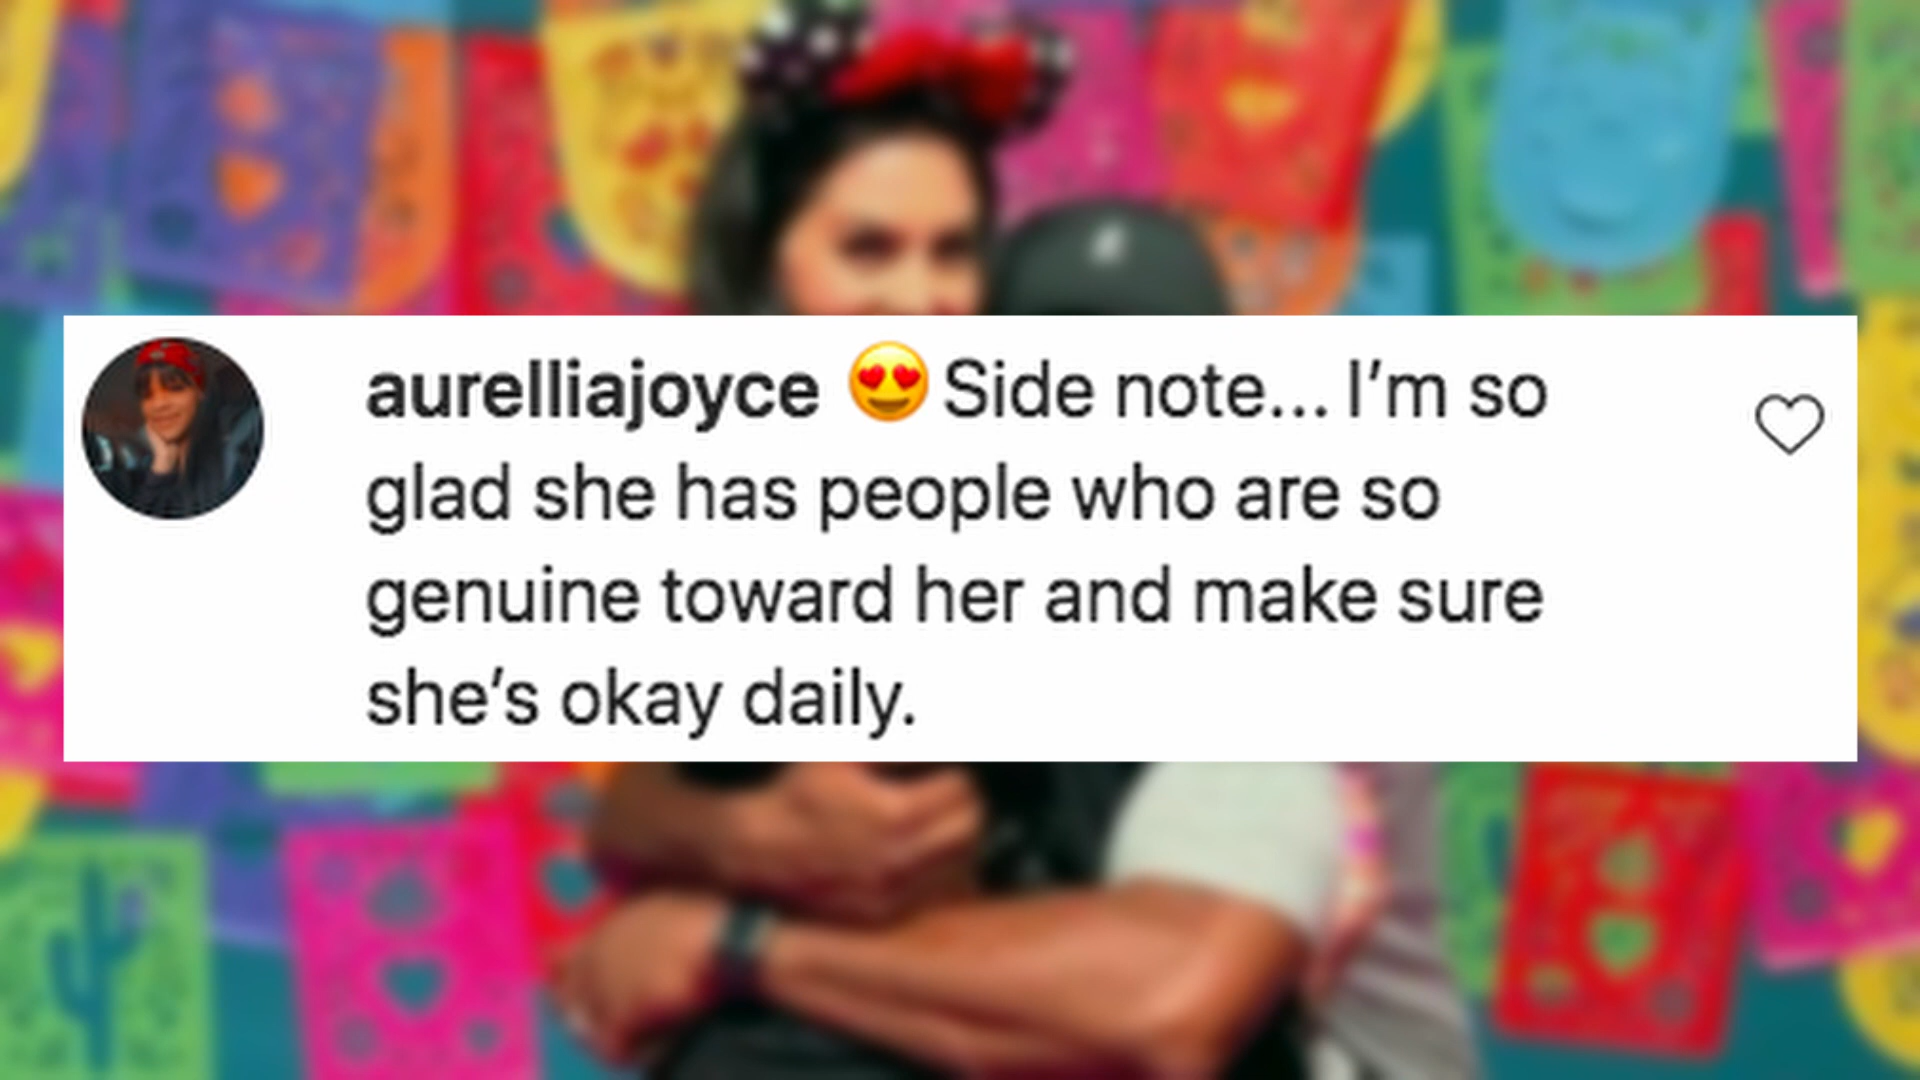 aurelliajoyce 😍 Side note... I'm so
glad she has people who are so
genuine toward her and make sure
she's okay daily.